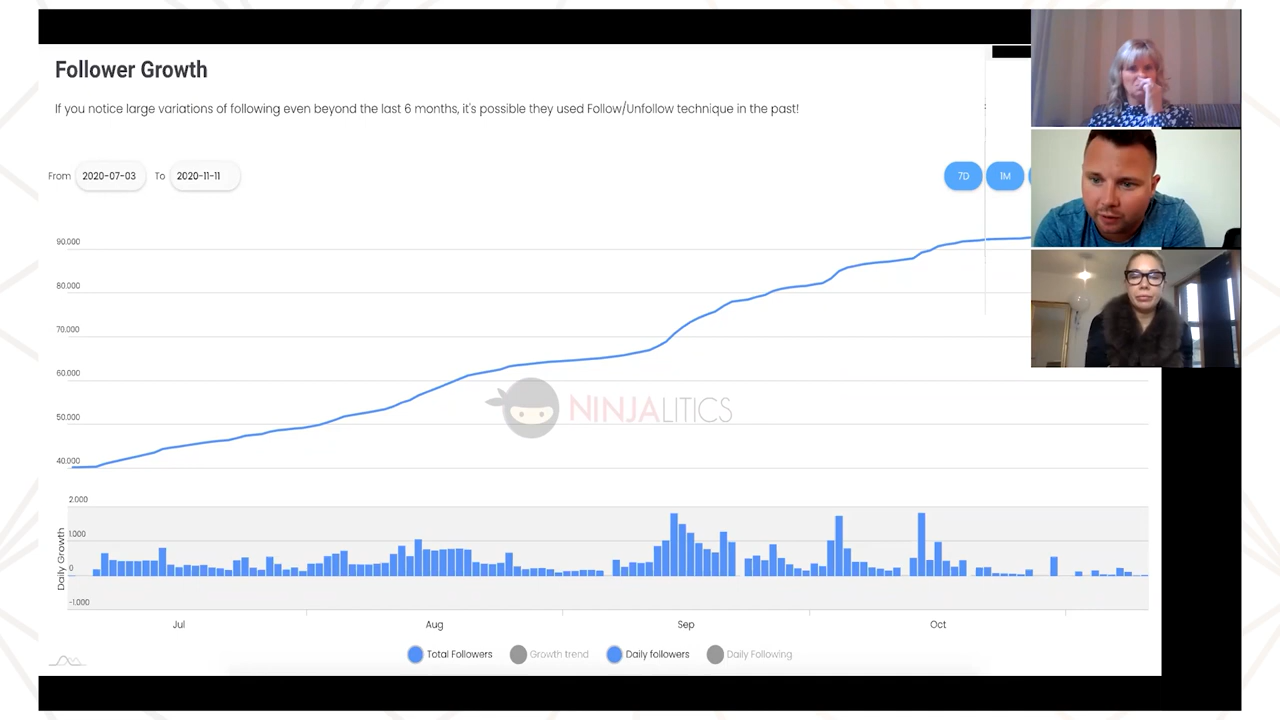 Follower Growth
If you notice large variations of following even beyond the last 6 months, it's possible they used Follow/Unfollow technique in the past!
From 2020-07-03 To 2020-11-11 7D 1M
90.000
80.000
70.000
60.000
50.000
40.000
NINJALITICS
2.000
1.000
0
-1.000
Daily Growth
Jul Aug Sep Oct
Total Followers Growth trend Daily followers Daily Following